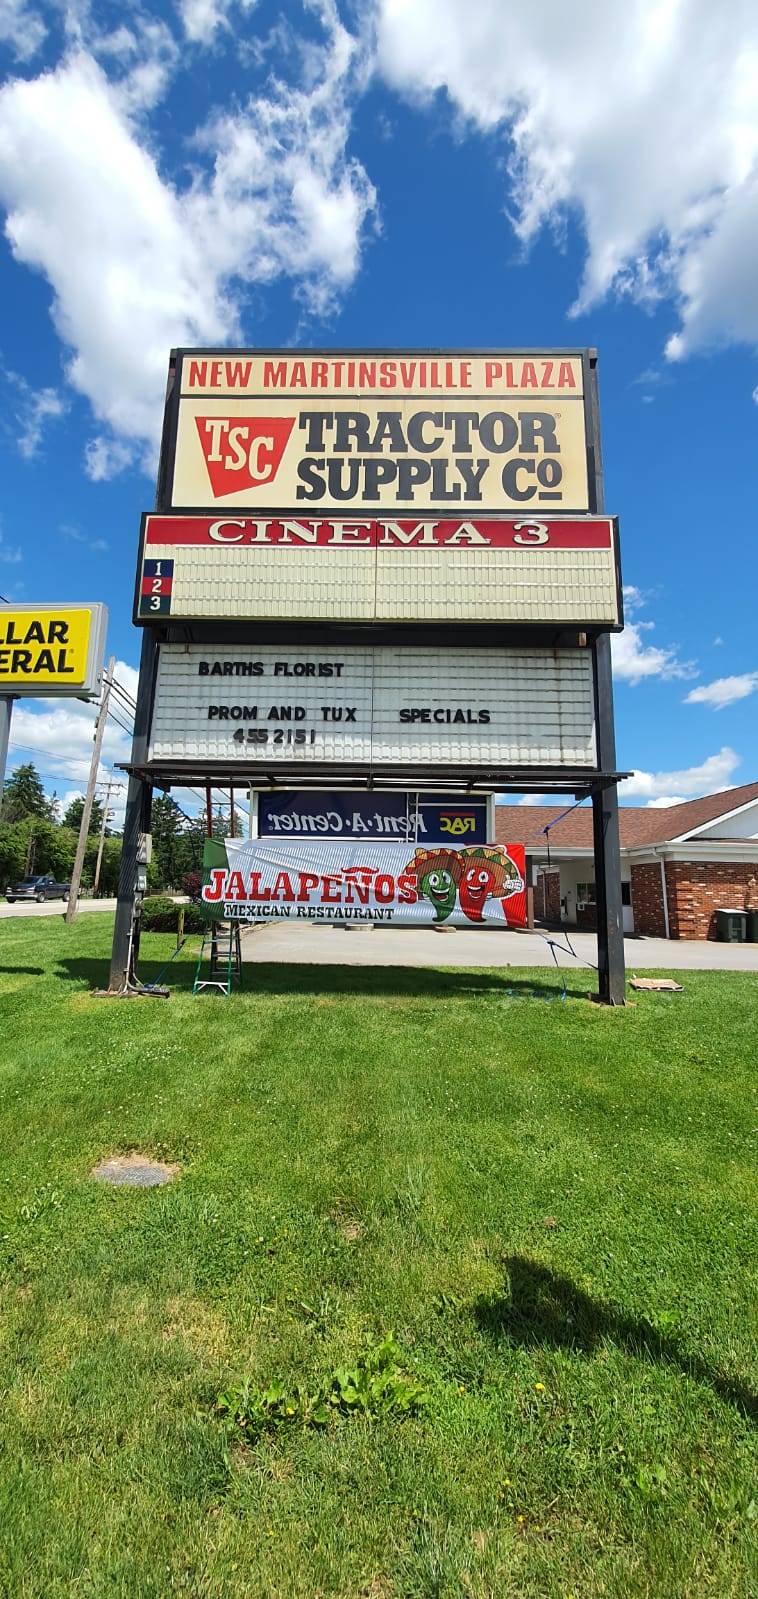 NEW MARTINSVILLE PLAZA
TSC TRACTOR
SUPPLY CO
CINEMA 3
1
2
3
LLAR
ERAL
BARTHS FLORIST
PROM AND TUX SPECIALS
455 2151
Rent-A-Center RAC
JALAPEÑOS
MEXICAN RESTAURANT